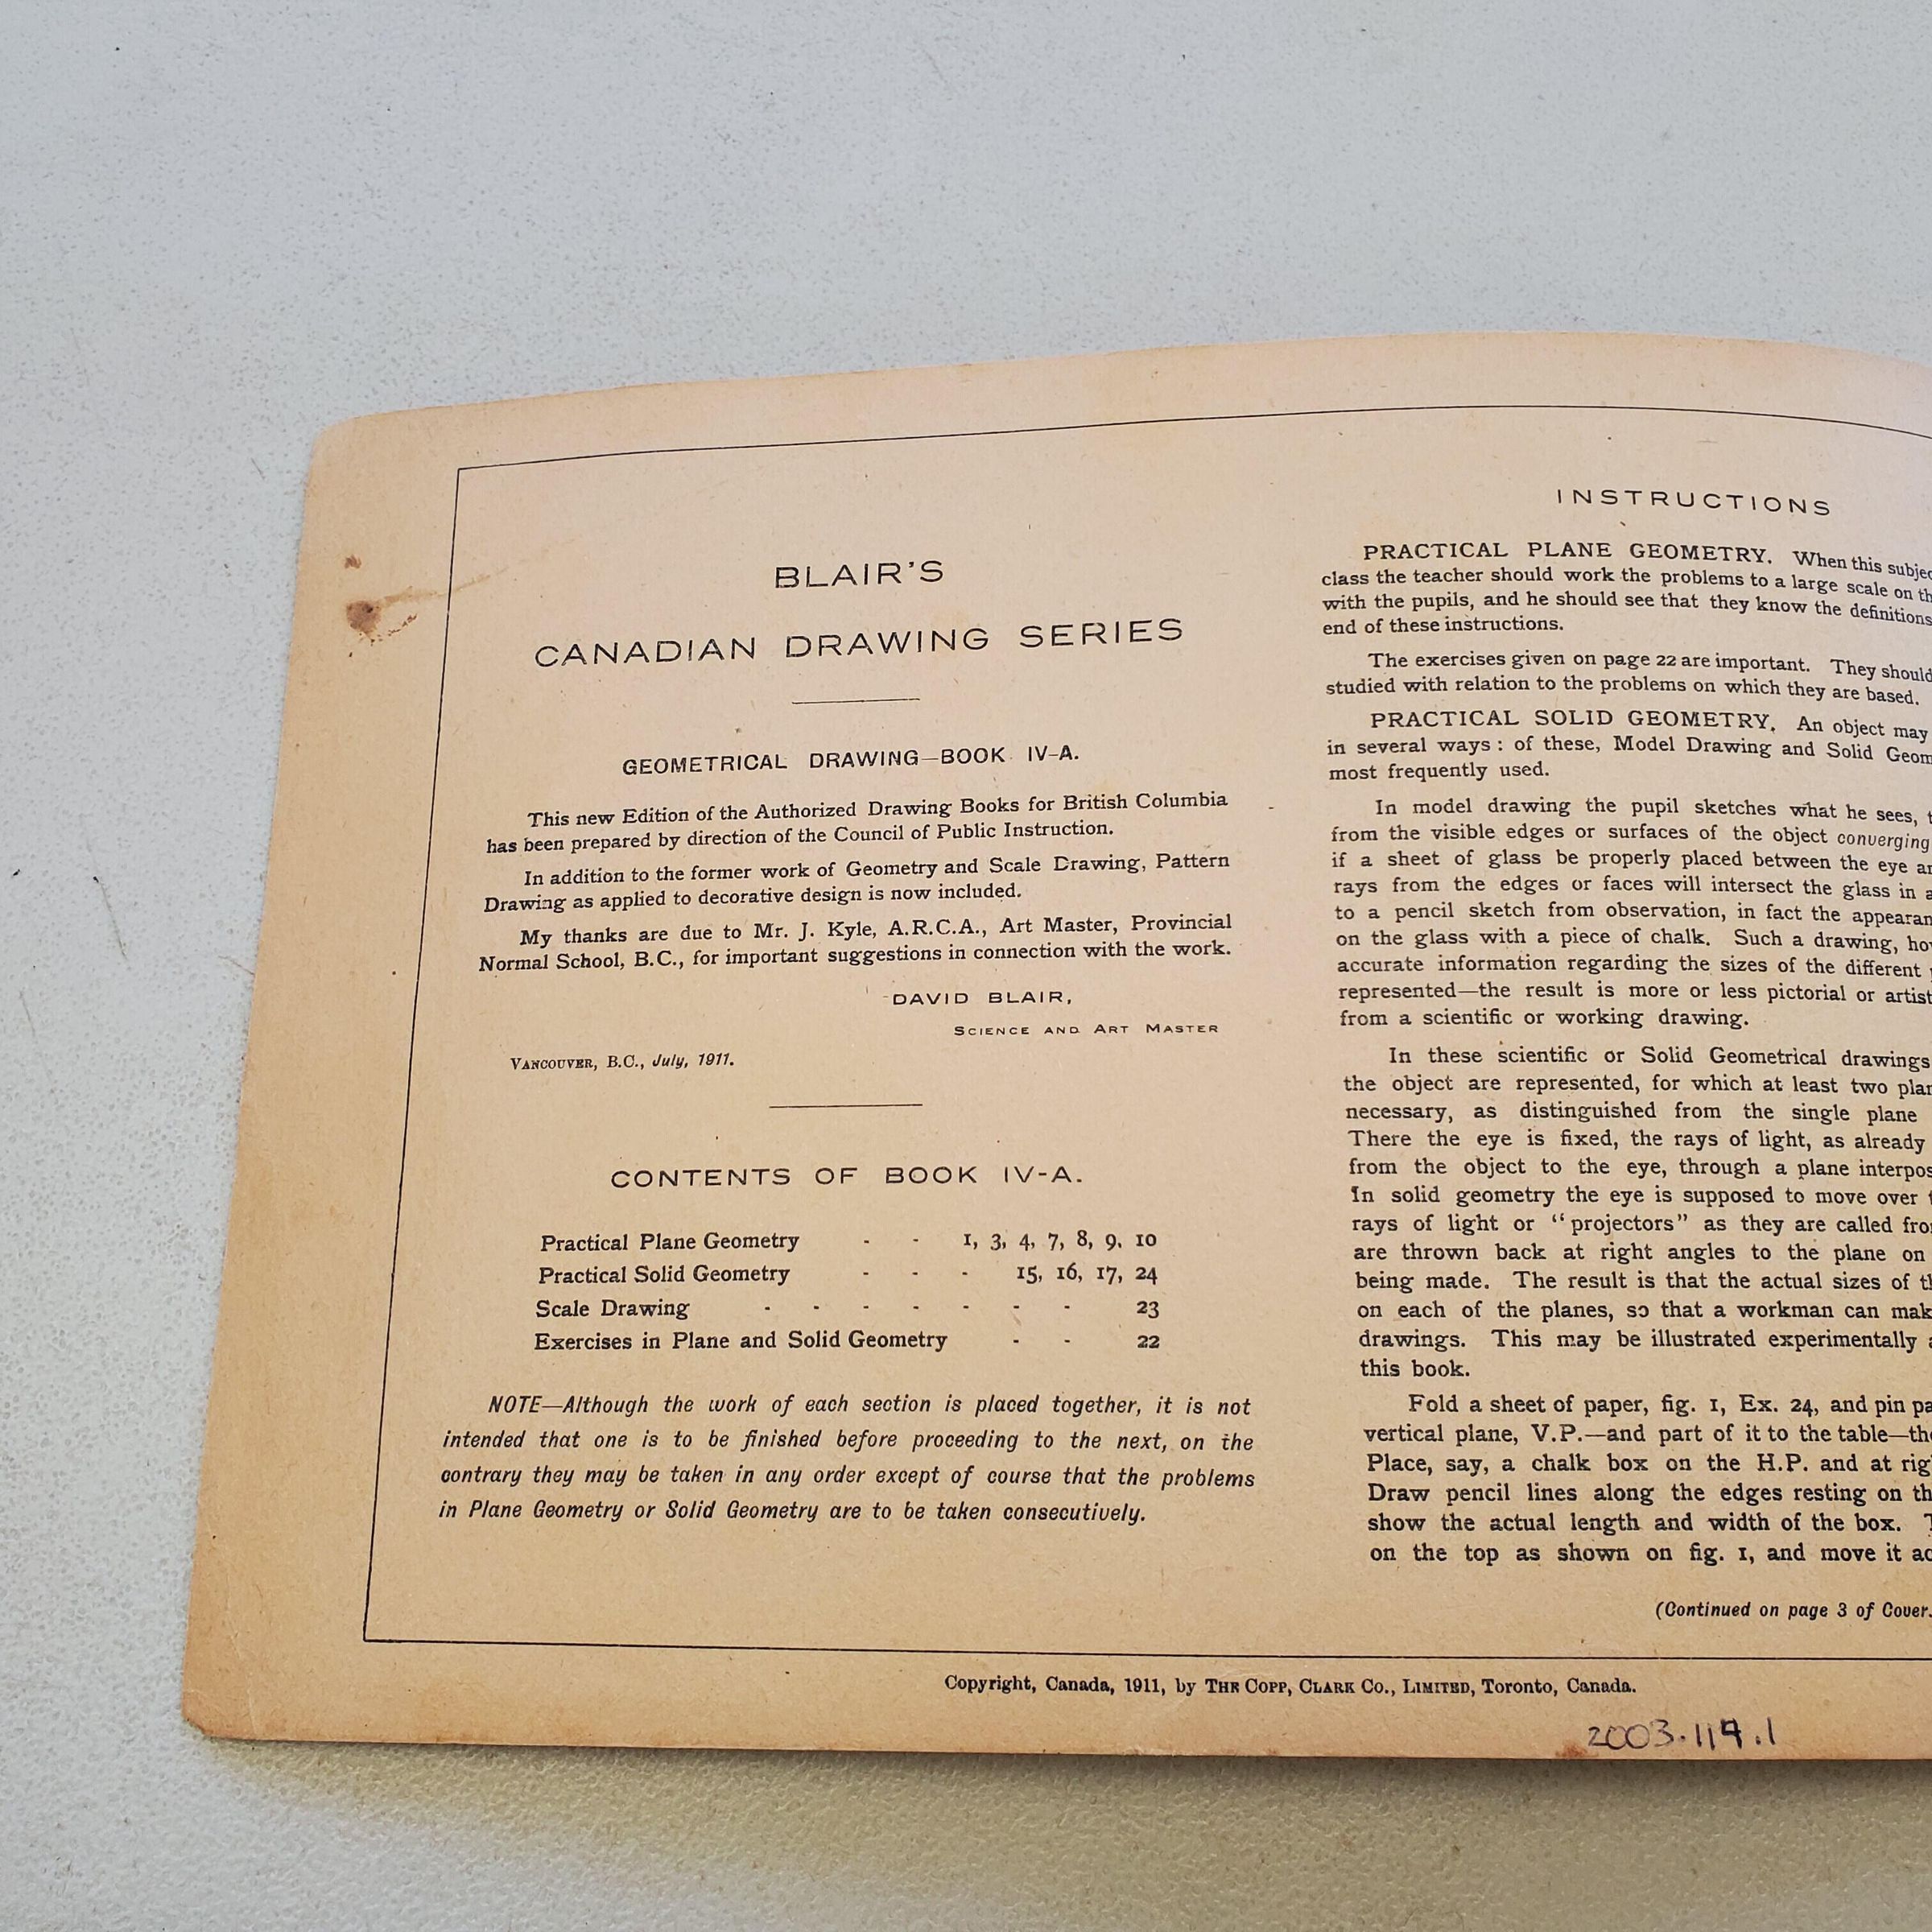 BLAIR'S
CANADIAN DRAWING SERIES
GEOMETRICAL DRAWING—BOOK IV-A.
This new Edition of the Authorized Drawing Books for British Columbia
has been prepared by direction of the Council of Public Instruction.
In addition to the former work of Geometry and Scale Drawing, Pattern
Drawing as applied to decorative design is now included.
My thanks are due to Mr. J. Kyle, A.R.C.A., Art Master, Provincial
Normal School, B.C., for important suggestions in connection with the work.
DAVID BLAIR,
SCIENCE AND ART MASTER
VANCOUVER, B.C., July, 1911.
CONTENTS OF BOOK IV-A.
Practical Plane Geometry - - 1, 3, 4, 7, 8, 9, 10
Practical Solid Geometry - - - 15, 16, 17, 24
Scale Drawing - - - - - - - 23
Exercises in Plane and Solid Geometry - - 22
NOTE—Although the work of each section is placed together, it is not
intended that one is to be finished before proceeding to the next, on the
contrary they may be taken in any order except of course that the problems
in Plane Geometry or Solid Geometry are to be taken consecutively.
INSTRUCTIONS
PRACTICAL PLANE GEOMETRY. When this
class the teacher should work the problems to a large scale on
with the pupils, and he should see that they know the definitions
end of these instructions.
The exercises given on page 22 are important. They should
studied with relation to the problems on which they are based.
PRACTICAL SOLID GEOMETRY. An object may
in several ways: of these, Model Drawing and Solid
most frequently used.
In model drawing the pupil sketches what he sees,
from the visible edges or surfaces of the object converging
if a sheet of glass be properly placed between the eye
rays from the edges or faces will intersect the glass in
to a pencil sketch from observation, in fact the
on the glass with a piece of chalk. Such a drawing,
accurate information regarding the sizes of the different
represented—the result is more or less pictorial or
from a scientific or working drawing.
In these scientific or Solid Geometrical drawings
the object are represented, for which at least two
necessary, as distinguished from the single plane
There the eye is fixed, the rays of light, as already
from the object to the eye, through a plane
In solid geometry the eye is supposed to move over
rays of light or "projectors" as they are called
are thrown back at right angles to the plane on
being made. The result is that the actual sizes of
on each of the planes, so that a workman can
drawings. This may be illustrated experimentally
this book.
Fold a sheet of paper, fig. 1, Ex. 24, and pin
vertical plane, V.P.—and part of it to the table—
Place, say, a chalk box on the H.P. and at
Draw pencil lines along the edges resting on
show the actual length and width of the box.
on the top as shown on fig. 1, and move it
(Continued on page 3 of Cover.
Copyright, Canada, 1911, by THE COPP, CLARK CO., LIMITED, Toronto, Canada.
2003.119.1